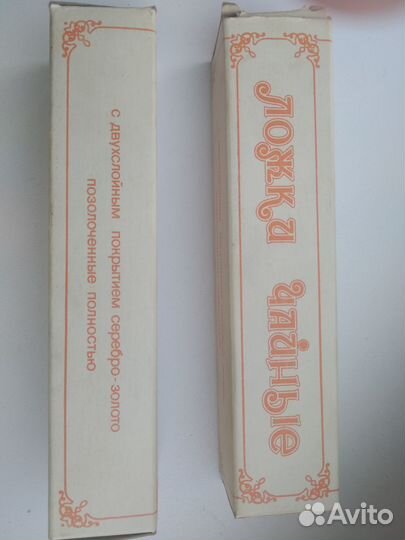 с двухслойным покрытием серебро-золото
позолоченные полностью
ЛОЖКА ЧАЙНЫЕ
Avito